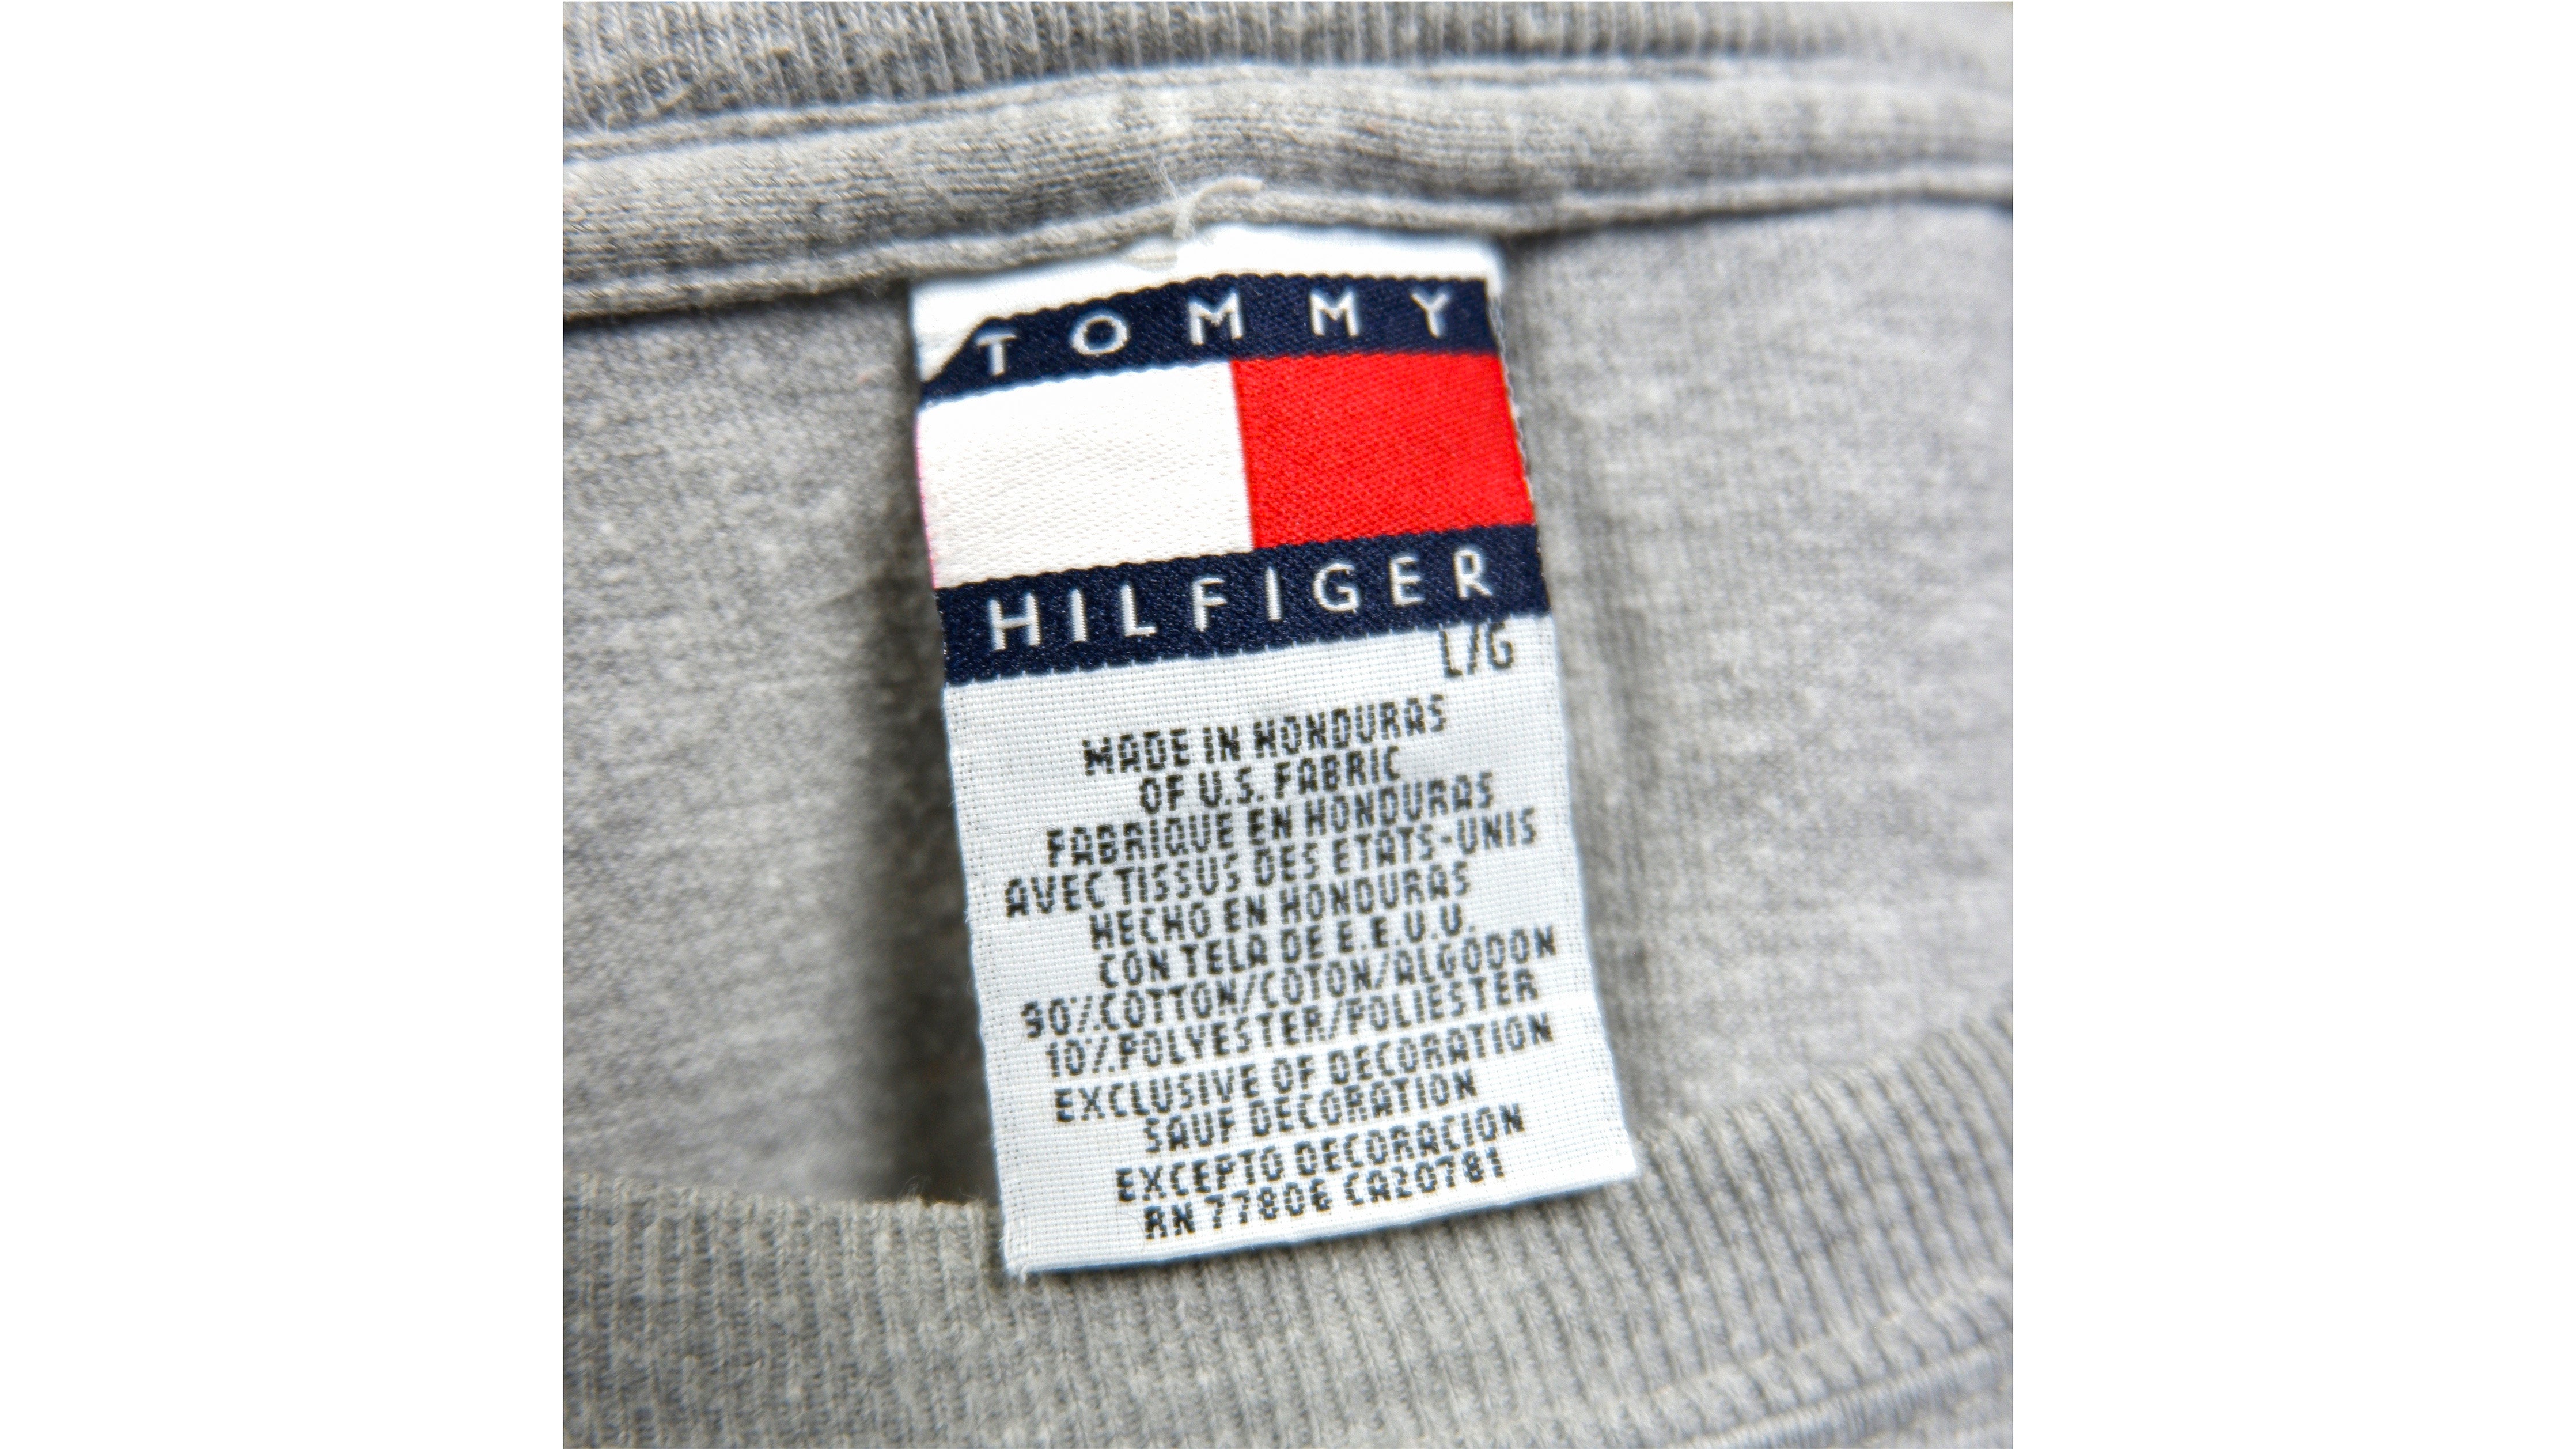 TOMMY
HILFIGER
L/G
MADE IN HONDURAS
OF U.S. FABRIC
FABRIQUE EN HONDURAS
AVEC TISSUS DES ETATS-UNIS
HECHO EN HONDURAS
CON TELA DE E.E.U.U.
90%COTTON/COTON/ALGODON
10%POLYESTER/POLIESTER
EXCLUSIVE OF DECORATION
SAUF DECORATION
EXCEPTO DECORACION
RN 77806 CA20781